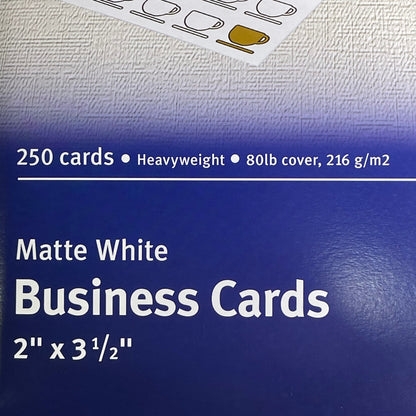 250 cards • Heavyweight • 80lb cover, 216 g/m2
Matte White
Business Cards
2" x 3 1/2"